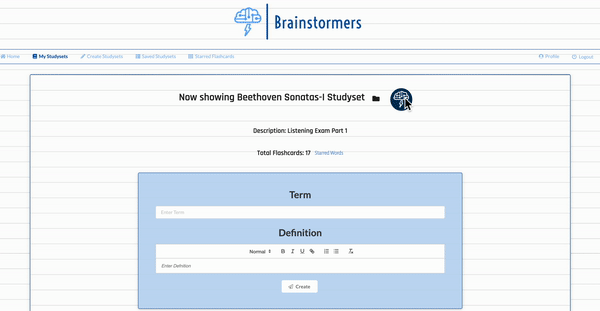 Brainstormers
Home My Studysets Create Studysets Saved Studysets Starred Flashcards Profile Logout
Now showing Beethoven Sonatas-I Studyset
Description: Listening Exam Part 1
Total Flashcards: 17 Starred Words
Term
Enter Term
Definition
Normal B I U
Enter Definition
Create